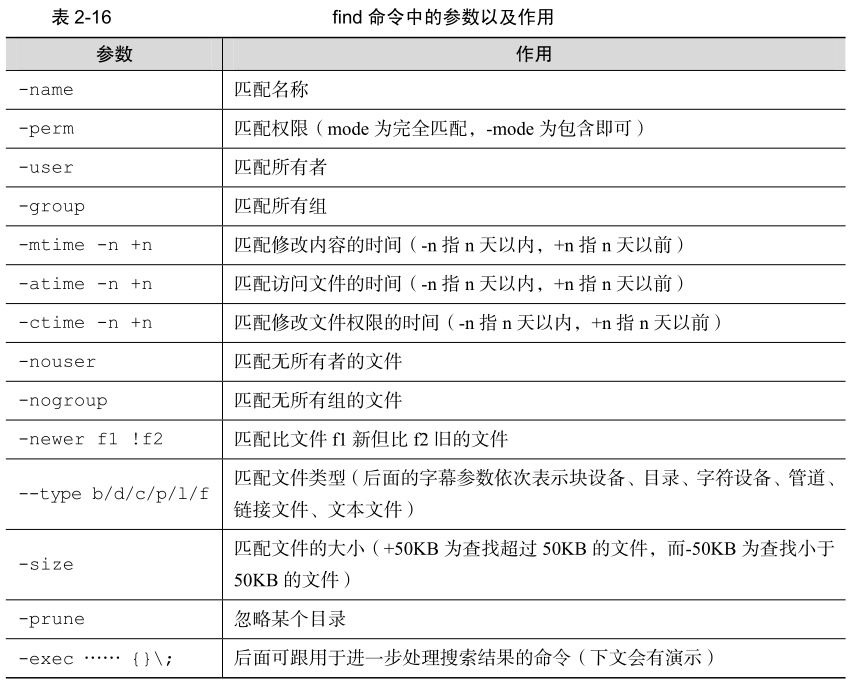 表 2-16 find 命令中的参数以及作用
参数 作用
-name 匹配名称
-perm 匹配权限（mode 为完全匹配，-mode 为包含即可）
-user 匹配所有者
-group 匹配所有组
-mtime -n +n 匹配修改内容的时间（-n 指 n 天以内，+n 指 n 天以前）
-atime -n +n 匹配访问文件的时间（-n 指 n 天以内，+n 指 n 天以前）
-ctime -n +n 匹配修改文件权限的时间（-n 指 n 天以内，+n 指 n 天以前）
-nouser 匹配无所有者的文件
-nogroup 匹配无所有组的文件
-newer f1 !f2 匹配比文件 f1 新但比 f2 旧的文件
--type b/d/c/p/l/f 匹配文件类型（后面的字幕参数依次表示块设备、目录、字符设备、管道、
链接文件、文本文件）
-size 匹配文件的大小（+50KB 为查找超过 50KB 的文件，而-50KB 为查找小于
50KB 的文件）
-prune 忽略某个目录
-exec …… {}\; 后面可跟用于进一步处理搜索结果的命令（下文会有演示）